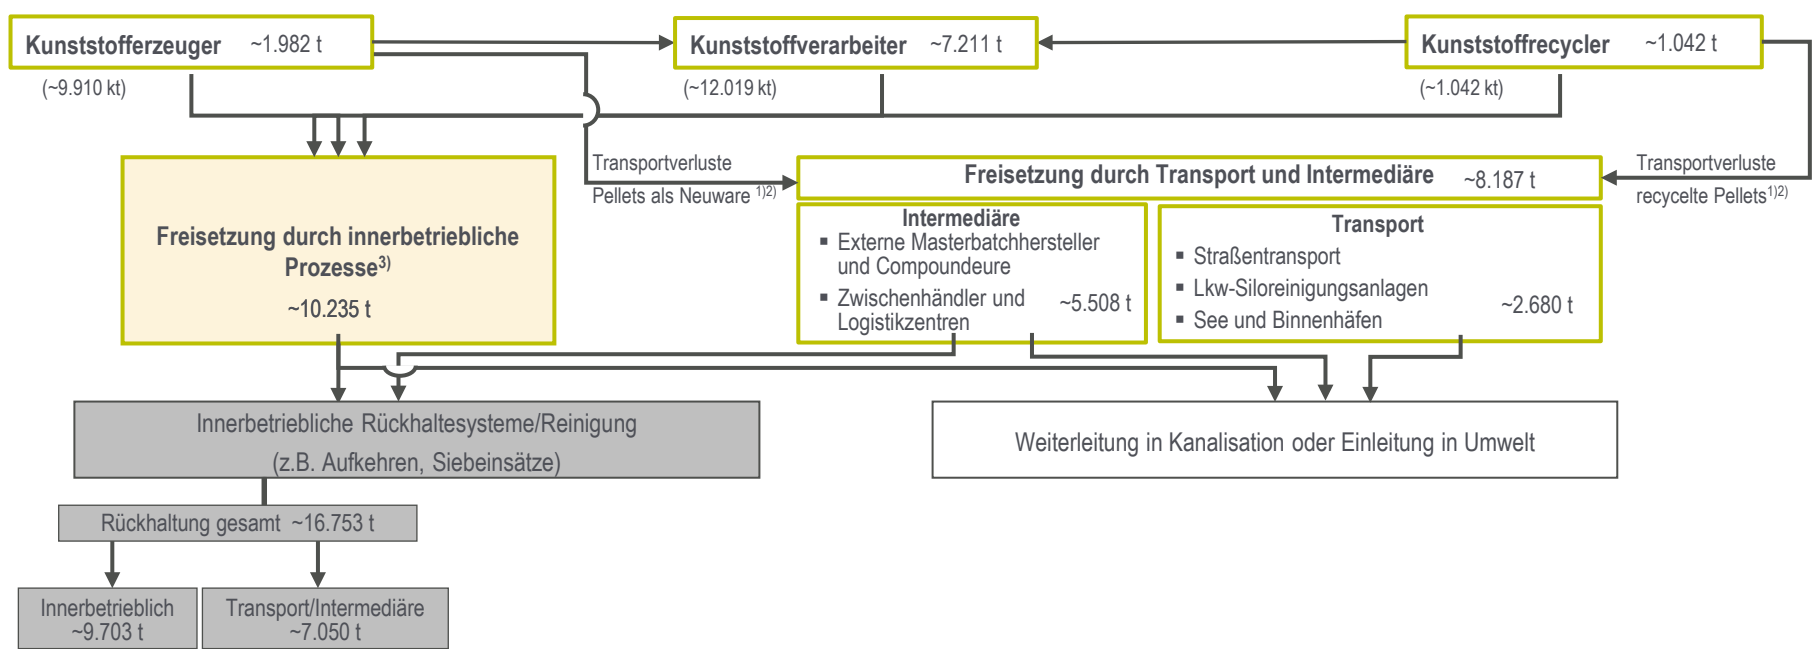 Kunststofferzeuger ~1.982 t
(~9.910 kt)
Kunststoffverarbeiter ~7.211 t
(~12.019 kt)
Kunststoffrecycler ~1.042 t
(~1.042 kt)
Transportverluste
Pellets als Neuware 1)2)
Transportverluste
recycelte Pellets1)2)
Freisetzung durch innerbetriebliche
Prozesse3)
~10.235 t
Freisetzung durch Transport und Intermediäre ~8.187 t
Intermediäre
▪ Externe Masterbatchhersteller
und Compoundeure
▪ Zwischenhändler und
Logistikzentren
~5.508 t
Transport
▪ Straßentransport
▪ Lkw-Siloreinigungsanlagen
▪ See und Binnenhäfen
~2.680 t
Innerbetriebliche Rückhaltesysteme/Reinigung
(z.B. Aufkehren, Siebeinsätze)
Weiterleitung in Kanalisation oder Einleitung in Umwelt
Rückhaltung gesamt ~16.753 t
Innerbetrieblich
~9.703 t
Transport/Intermediäre
~7.050 t